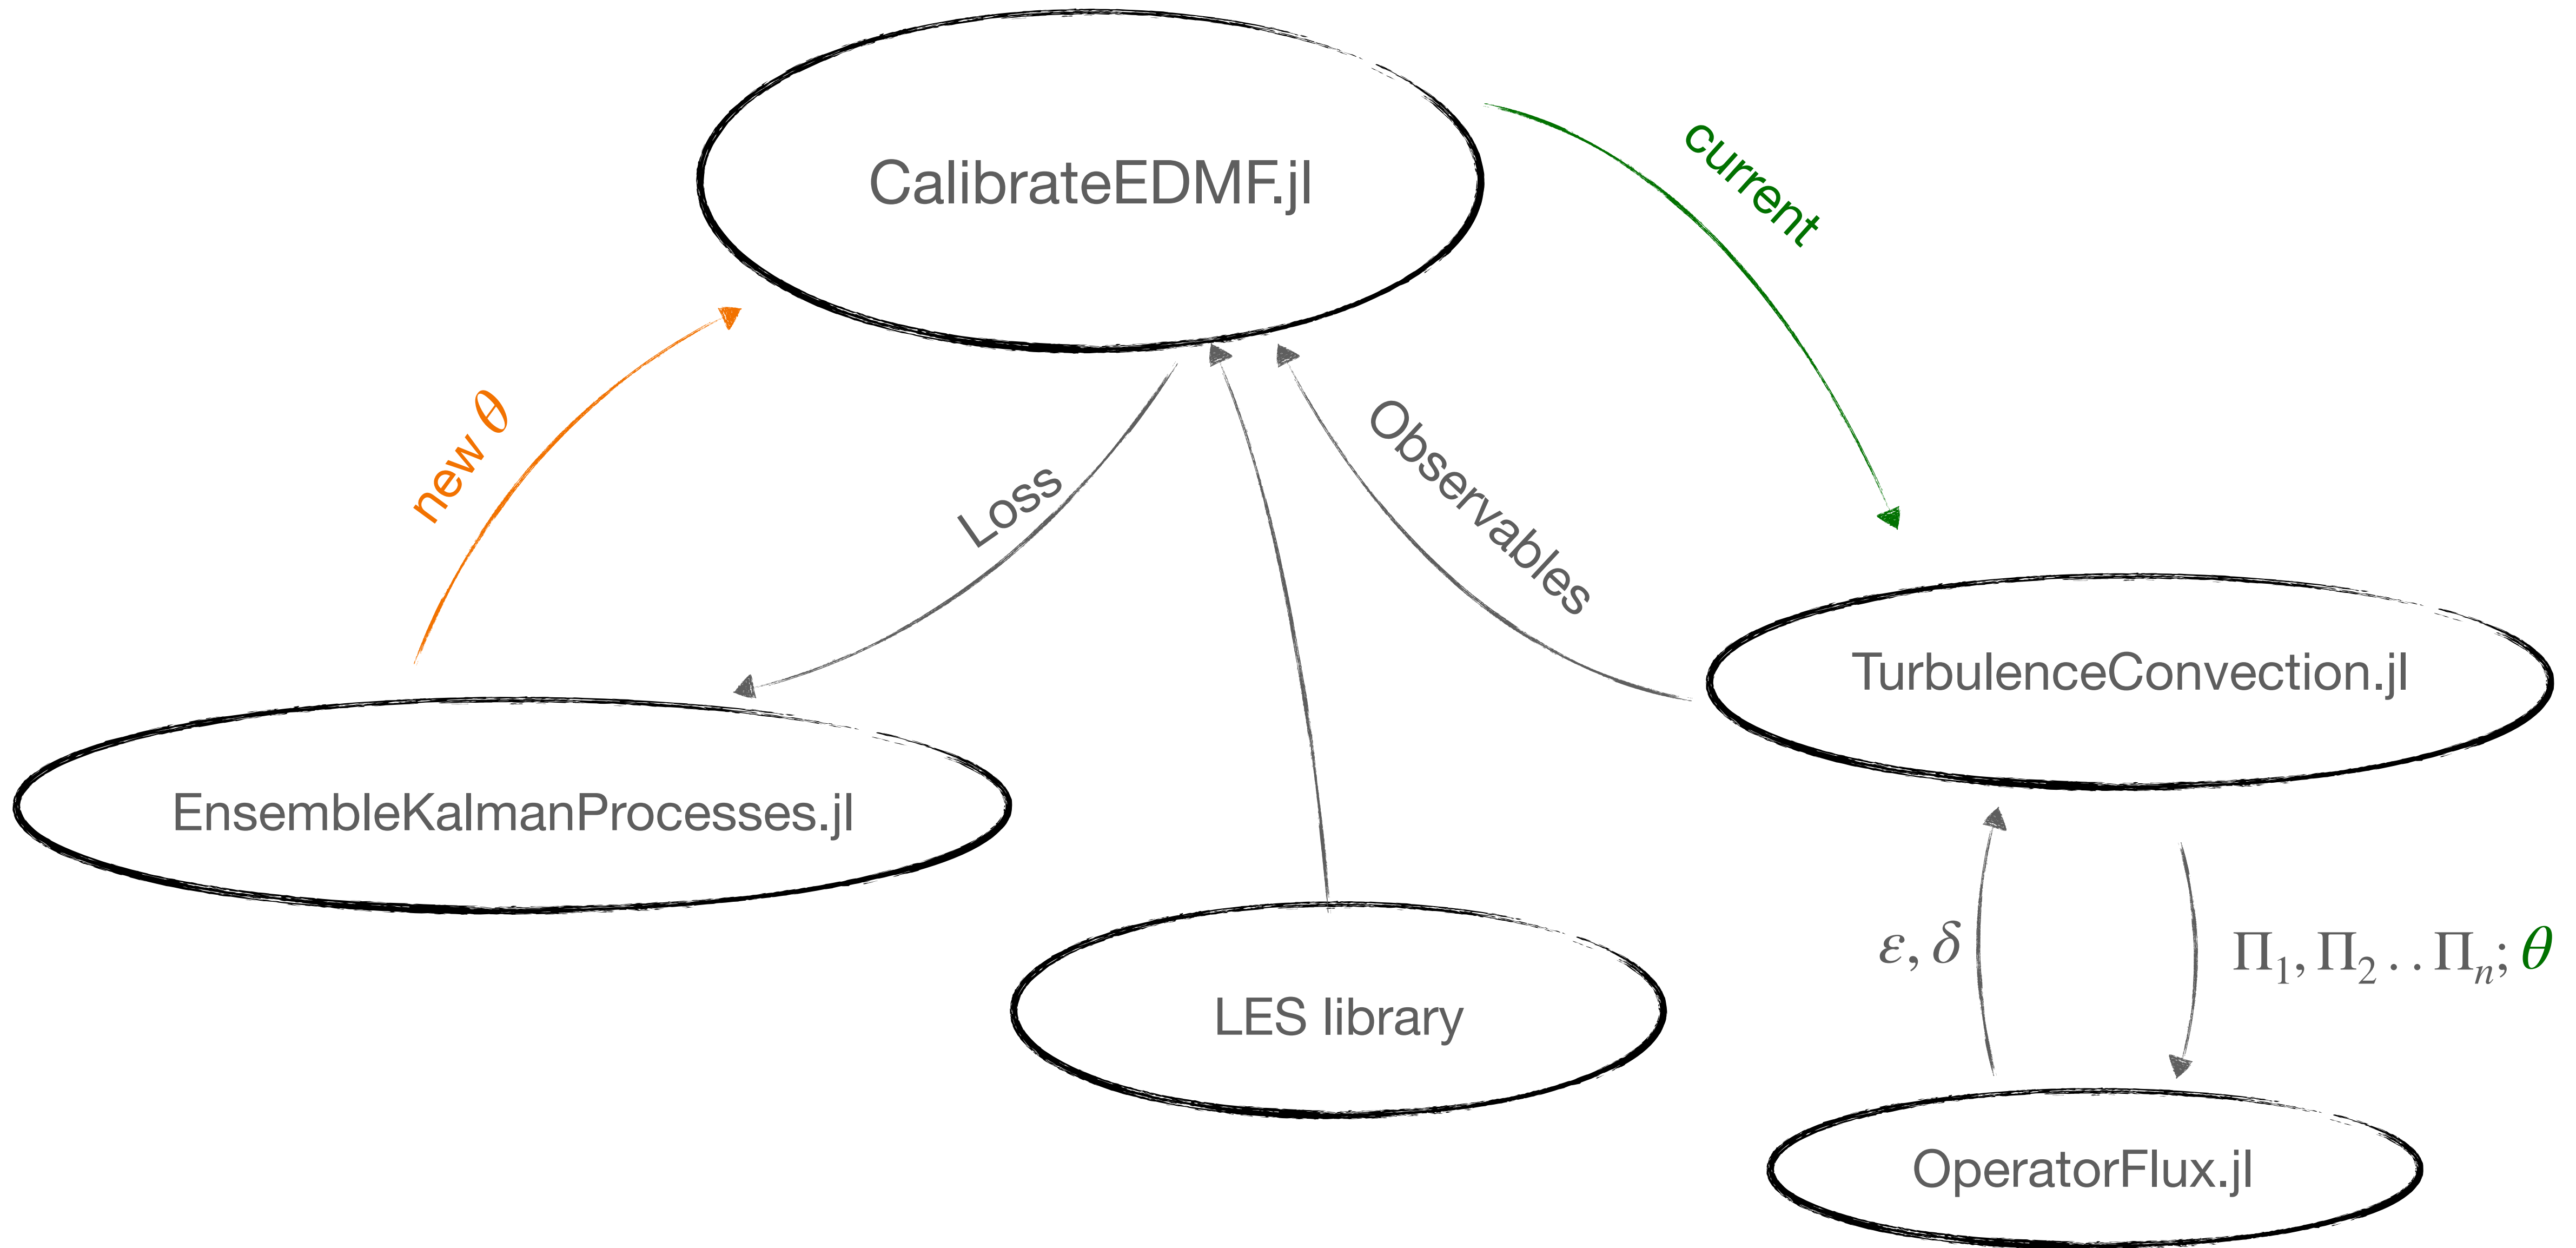 CalibrateEDMF.jl
current
new θ
Loss
Observables
TurbulenceConvection.jl
EnsembleKalmanProcesses.jl
ε, δ
Π₁, Π₂ . . Πₙ; θ
LES library
OperatorFlux.jl